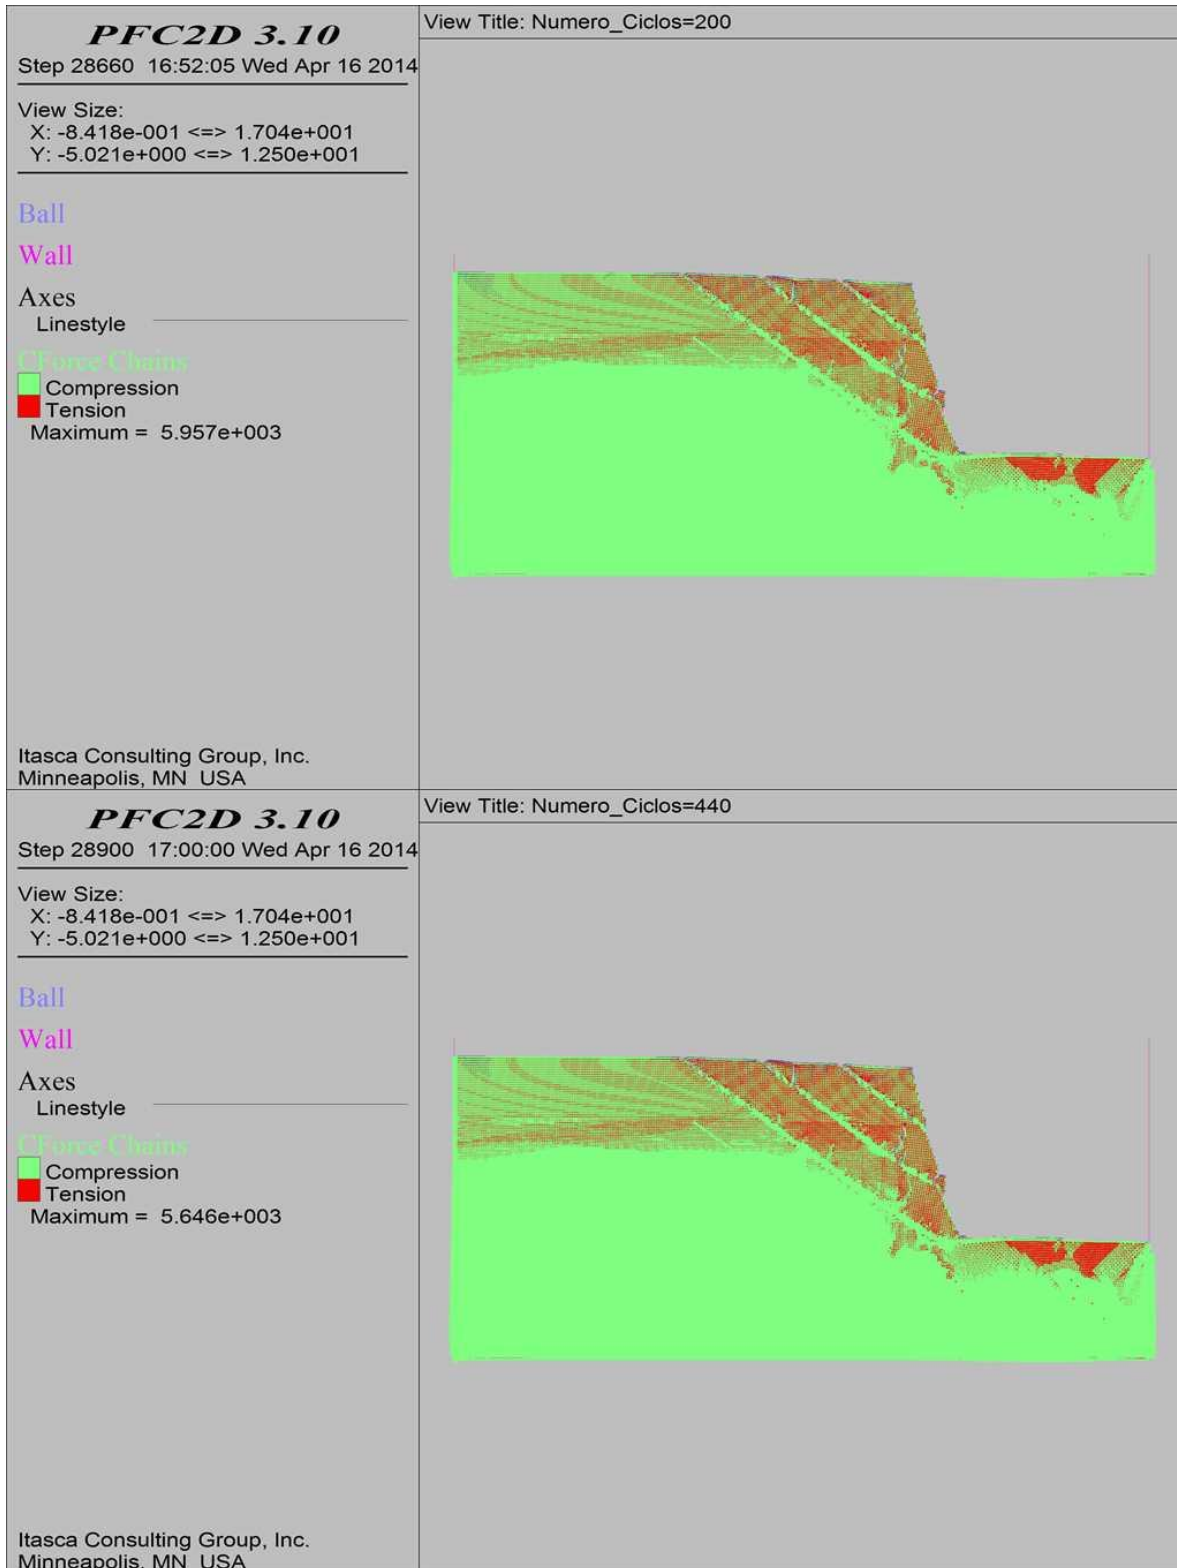 PFC2D 3.10
Step 28660 16:52:05 Wed Apr 16 2014
View Size:
X: -8.418e-001 <=> 1.704e+001
Y: -5.021e+000 <=> 1.250e+001
Ball
Wall
Axes
Linestyle
CForce Chains
Compression
Tension
Maximum = 5.957e+003
Itasca Consulting Group, Inc.
Minneapolis, MN USA
View Title: Numero_Ciclos=200
PFC2D 3.10
Step 28900 17:00:00 Wed Apr 16 2014
View Size:
X: -8.418e-001 <=> 1.704e+001
Y: -5.021e+000 <=> 1.250e+001
Ball
Wall
Axes
Linestyle
CForce Chains
Compression
Tension
Maximum = 5.646e+003
Itasca Consulting Group, Inc.
Minneapolis, MN USA
View Title: Numero_Ciclos=440